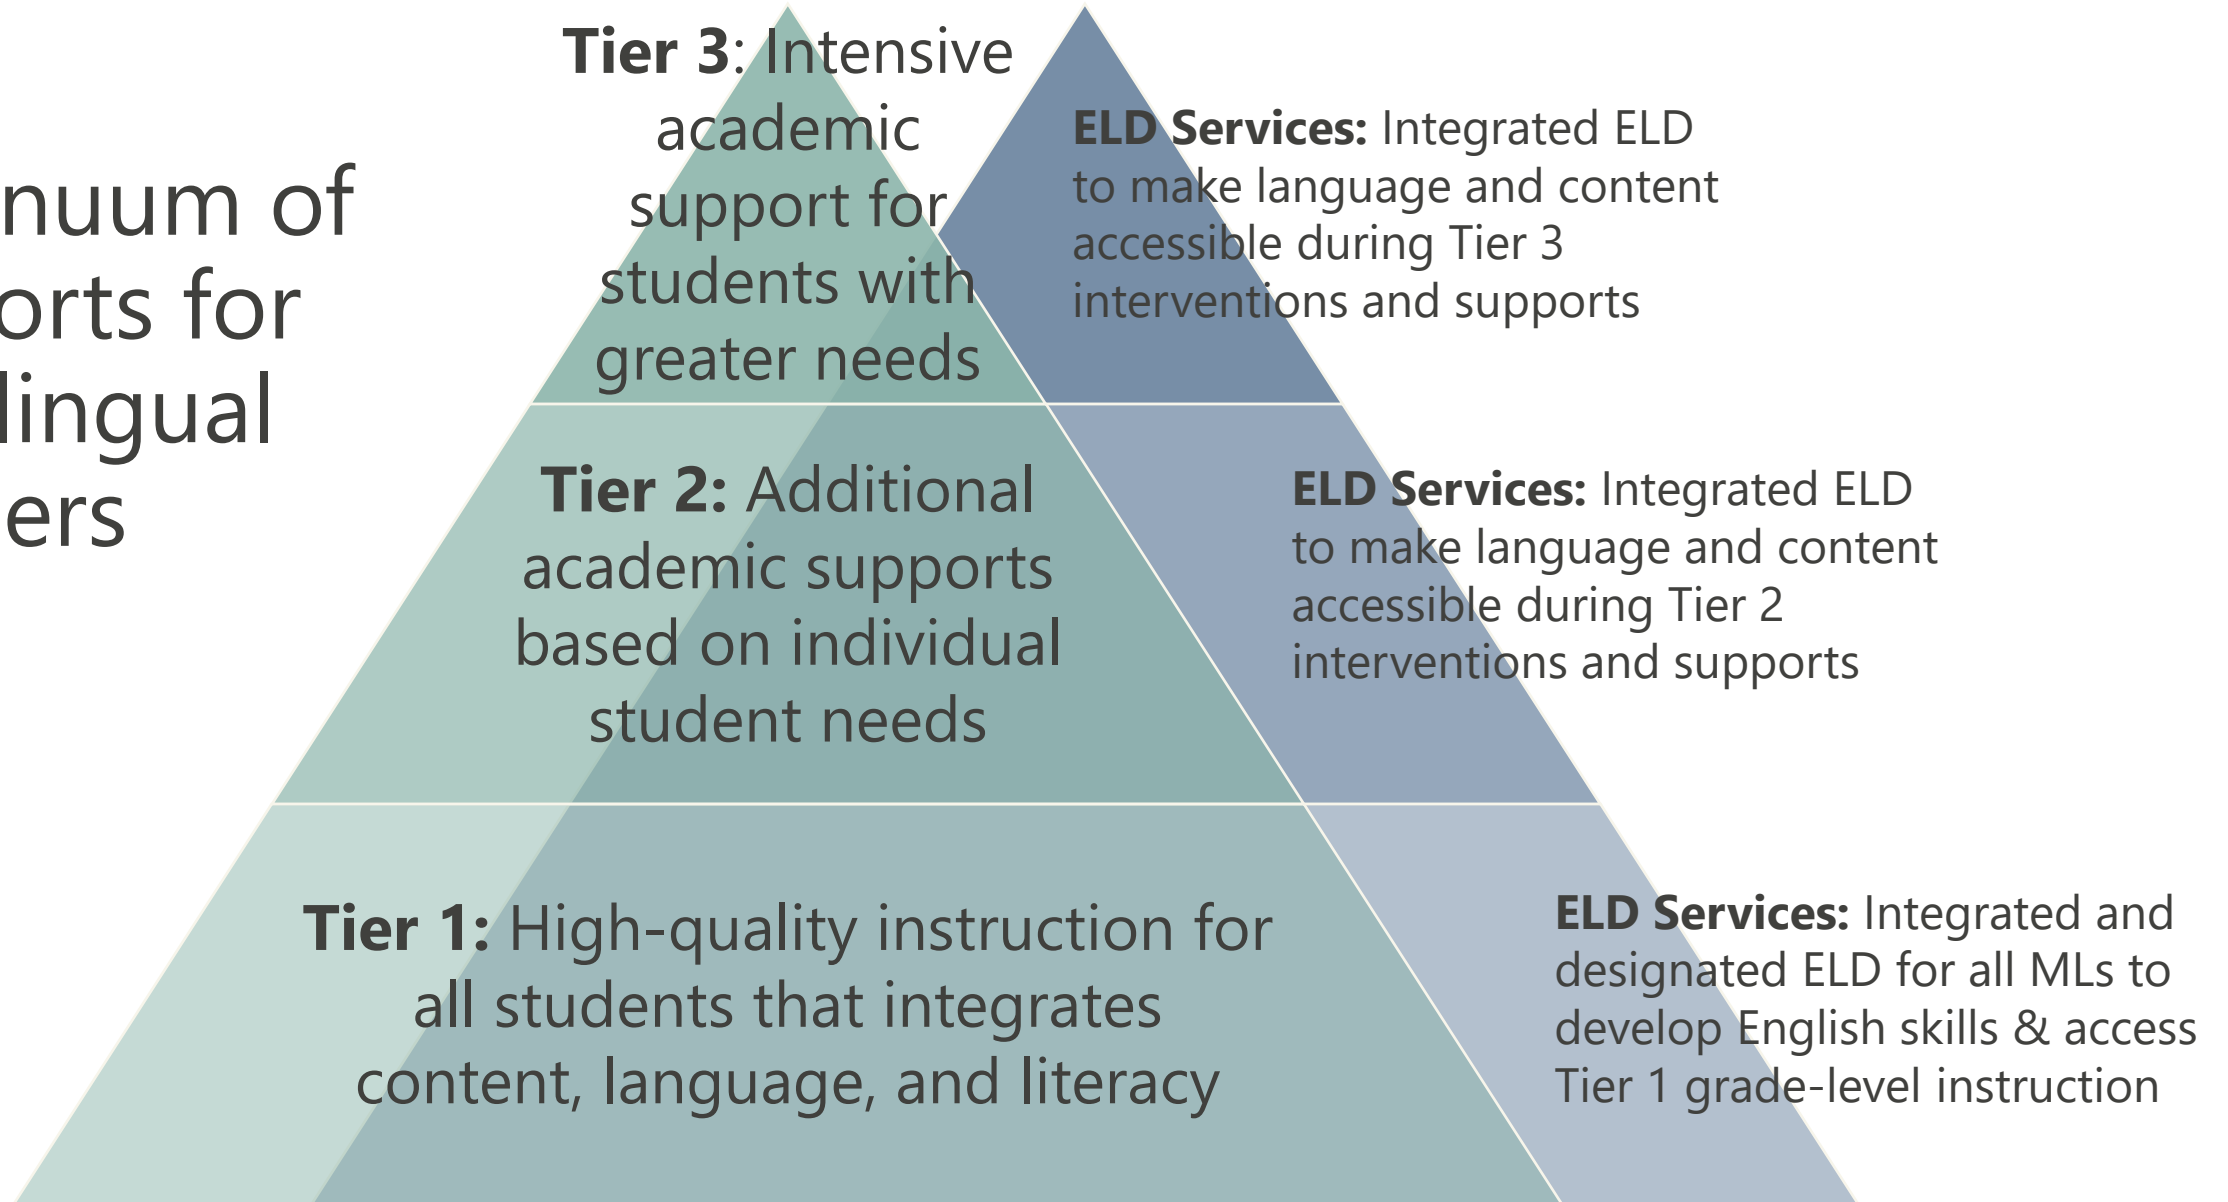 nuum of
orts for
lingual
ers
Tier 3: Intensive
academic
support for
students with
greater needs
ELD Services: Integrated ELD
to make language and content
accessible during Tier 3
interventions and supports
Tier 2: Additional
academic supports
based on individual
student needs
ELD Services: Integrated ELD
to make language and content
accessible during Tier 2
interventions and supports
Tier 1: High-quality instruction for
all students that integrates
content, language, and literacy
ELD Services: Integrated and
designated ELD for all MLs to
develop English skills & access
Tier 1 grade-level instruction